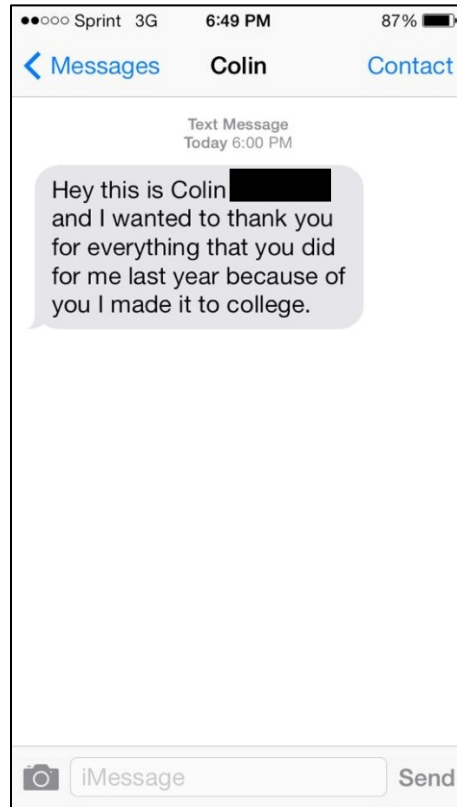 Sprint 3G 6:49 PM 87%
Messages Colin Contact
Text Message
Today 6:00 PM
Hey this is Colin
and I wanted to thank you
for everything that you did
for me last year because of
you I made it to college.
iMessage Send